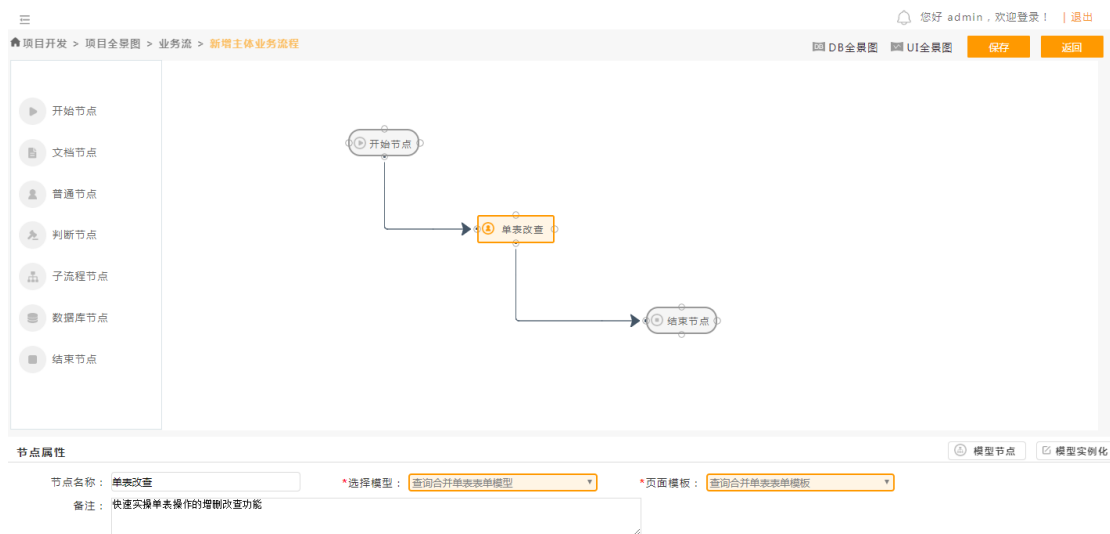 您好 admin，欢迎登录！ | 退出
项目开发 > 项目全景图 > 业务流 > 新增主体业务流程
DB全景图 UI全景图 保存 返回
开始节点
文档节点
普通节点
判断节点
子流程节点
数据库节点
结束节点
开始节点
单表改查
结束节点
节点属性
模型节点 模型实例化
节点名称： 单表改查 *选择模型： 查询合并单表表单模型 *页面模板： 查询合并单表表单模板
备注： 快速实操单表操作的增删改查功能